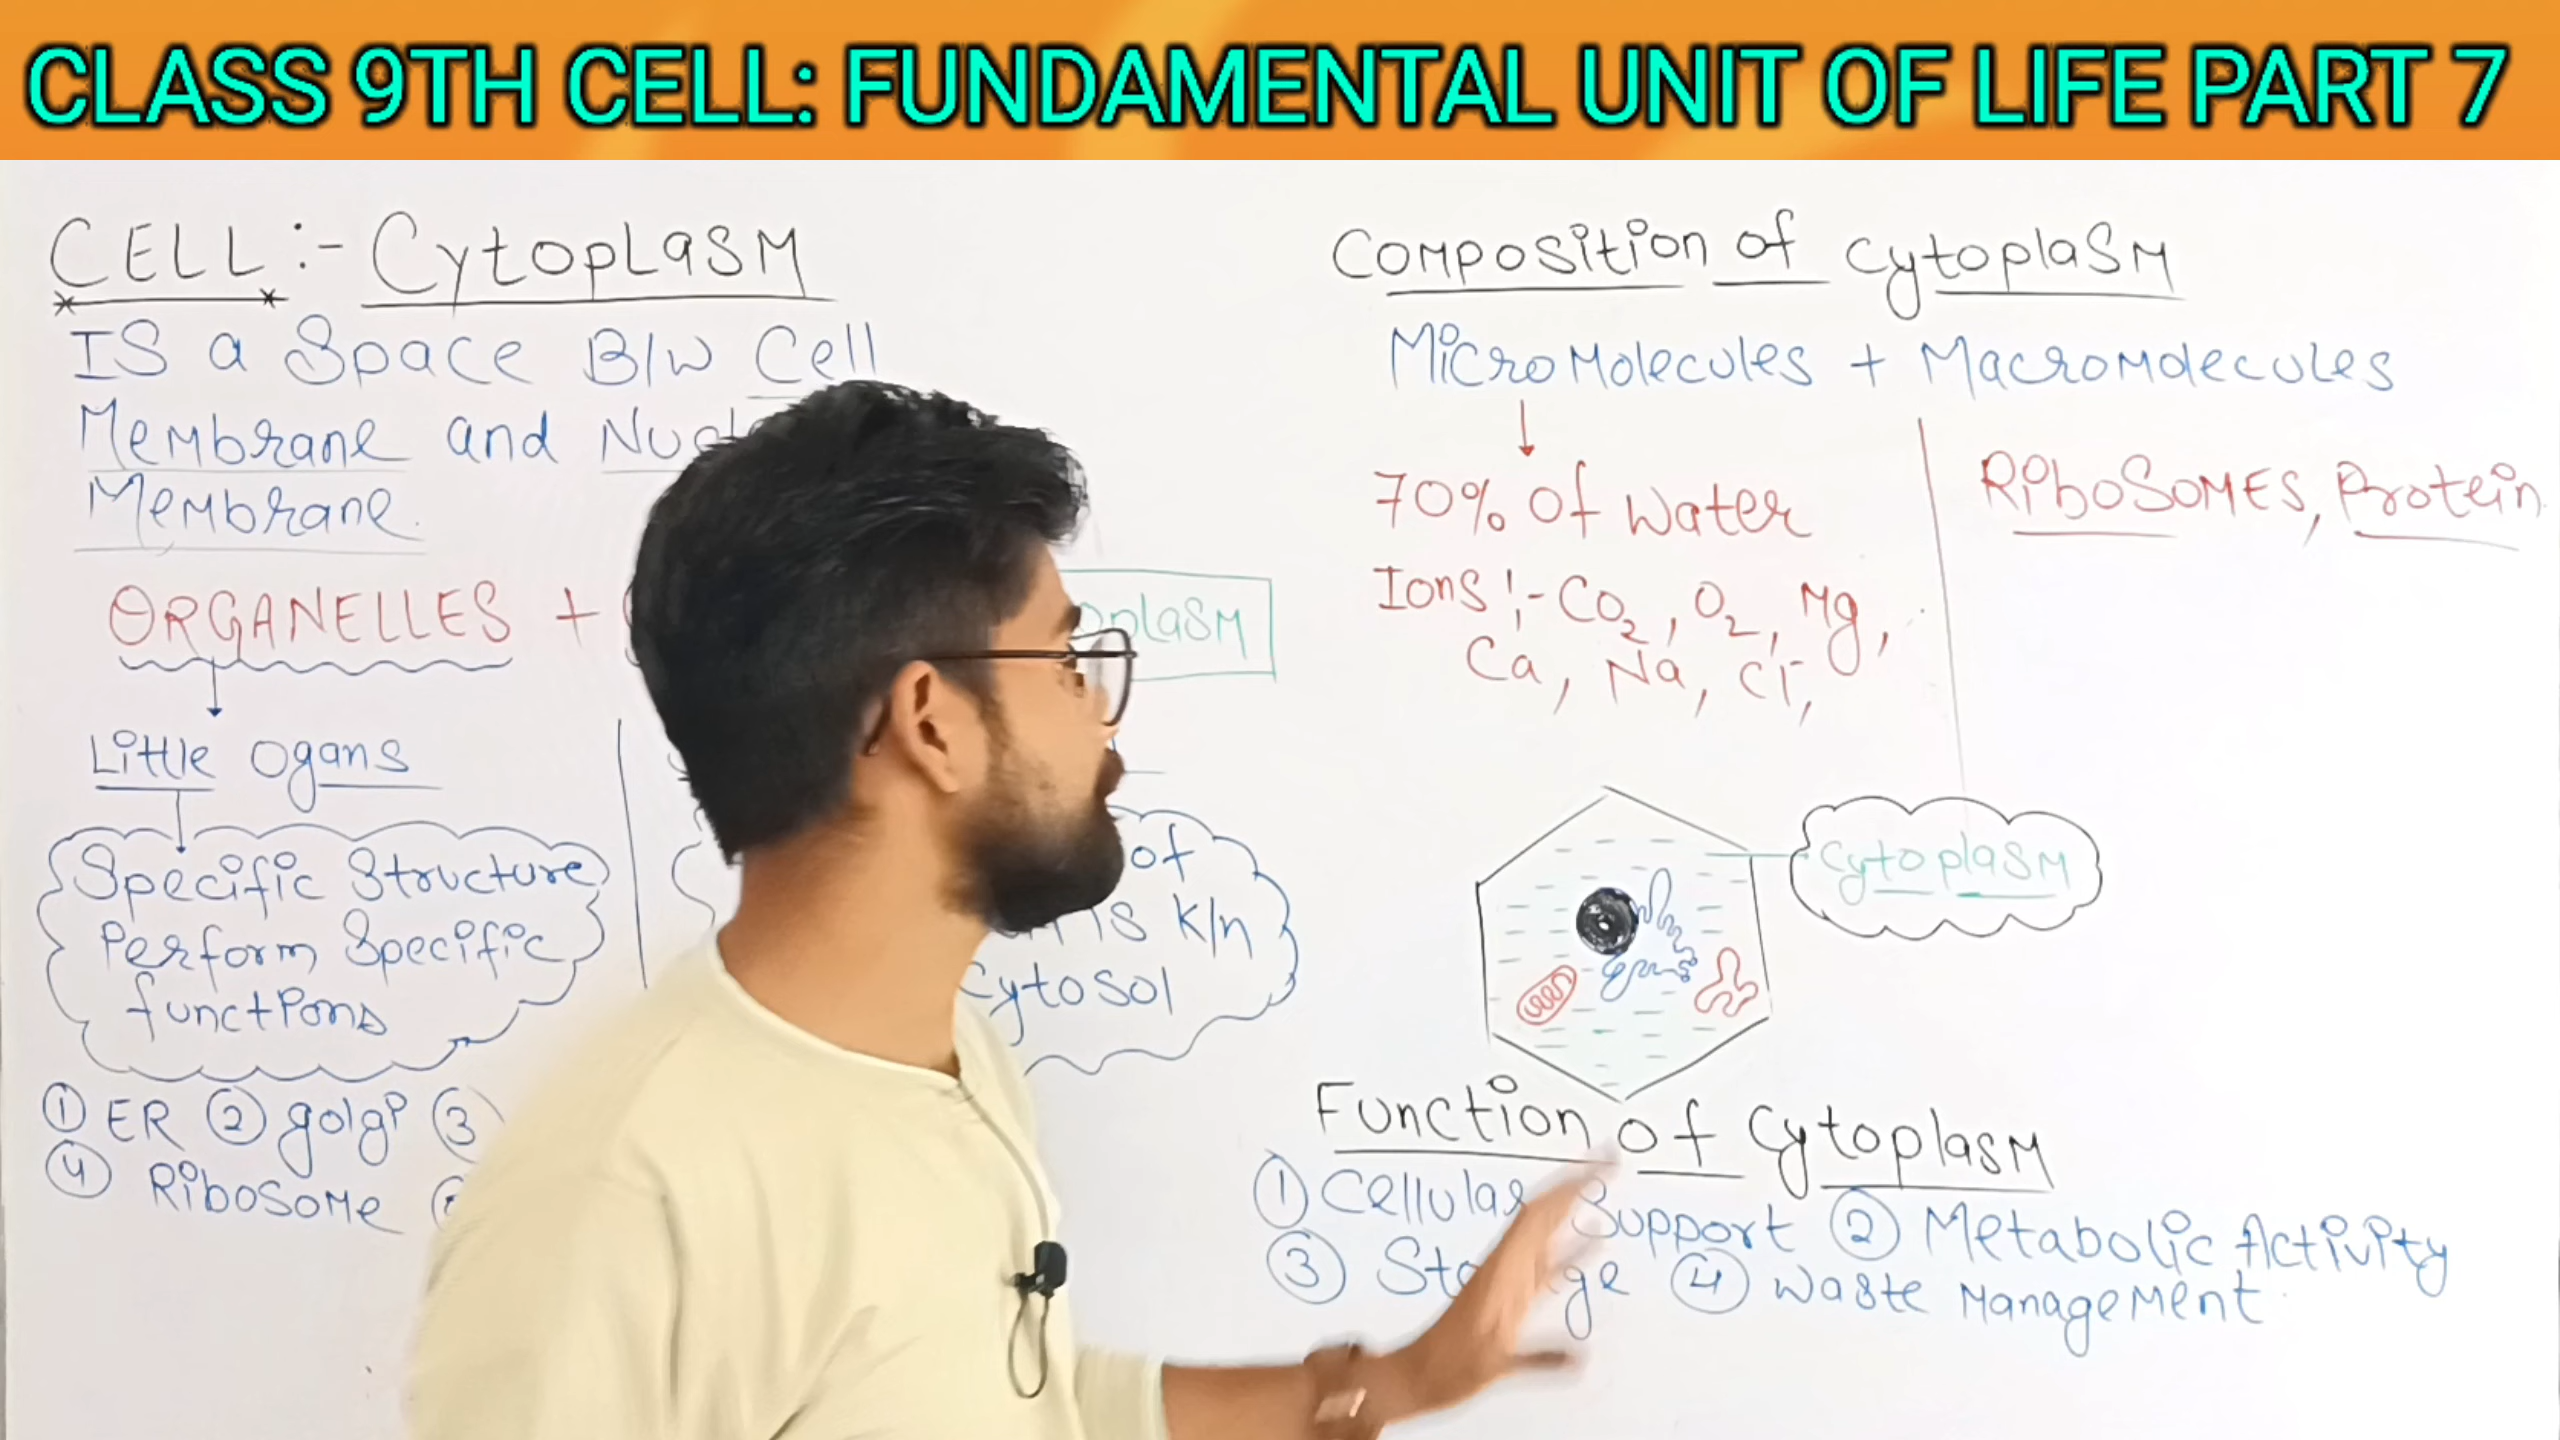 CLASS 9TH CELL: FUNDAMENTAL UNIT OF LIFE PART 7
CELL :- CytoplasM
IS a Space B/W Cell
MeMbrane and
MeMbrane.
ORGANELLES +
Little Ogans
Specific Structure
Perform Specific
functions
① ER ② golgi ③
④ RiboSoMe
of
is k/n
Cytosol
CoMposition of cytoplaSM
MicroMolecules + MacroMolecules
70% of Water
Ions :- CO2, O2, Mg,
Ca, Na, Cl-,
RiboSoMES, Protein
CytoplaSM
Function of CytoplasM
① Cellular Support ② Metabolic Activity
③ ④ Waste ManageMent